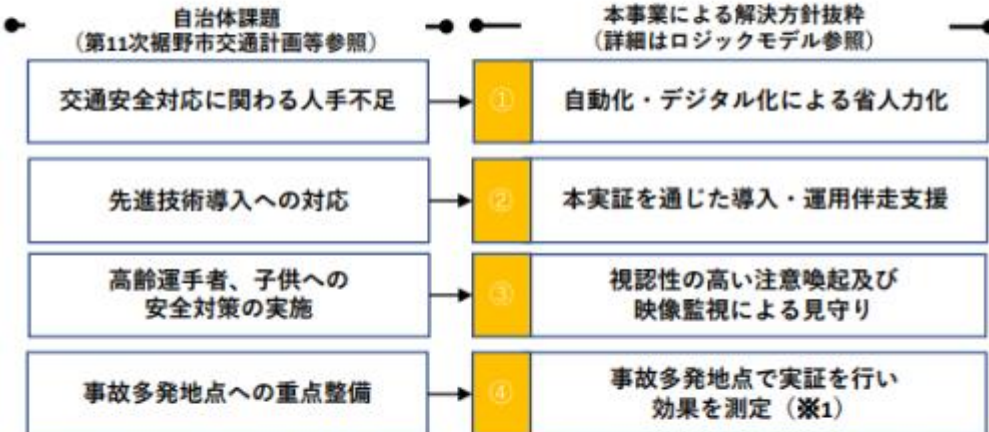 自治体課題
（第11次裾野市交通計画等参照）
本事業による解決方針抜粋
（詳細はロジックモデル参照）
交通安全対応に関わる人手不足
①
自動化・デジタル化による省人力化
先進技術導入への対応
②
本実証を通じた導入・運用伴走支援
高齢運手者、子供への
安全対策の実施
③
視認性の高い注意喚起及び
映像監視による見守り
事故多発地点への重点整備
④
事故多発地点で実証を行い
効果を測定（※1）